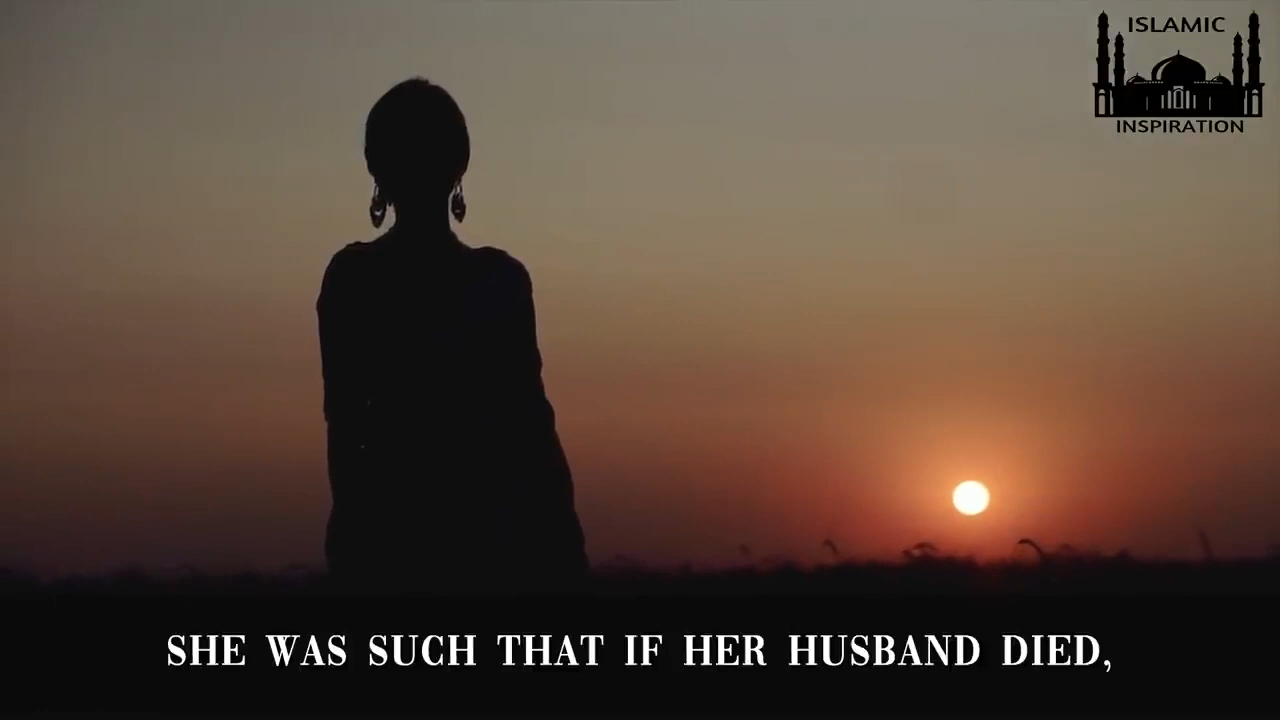 ISLAMIC
INSPIRATION
SHE WAS SUCH THAT IF HER HUSBAND DIED,